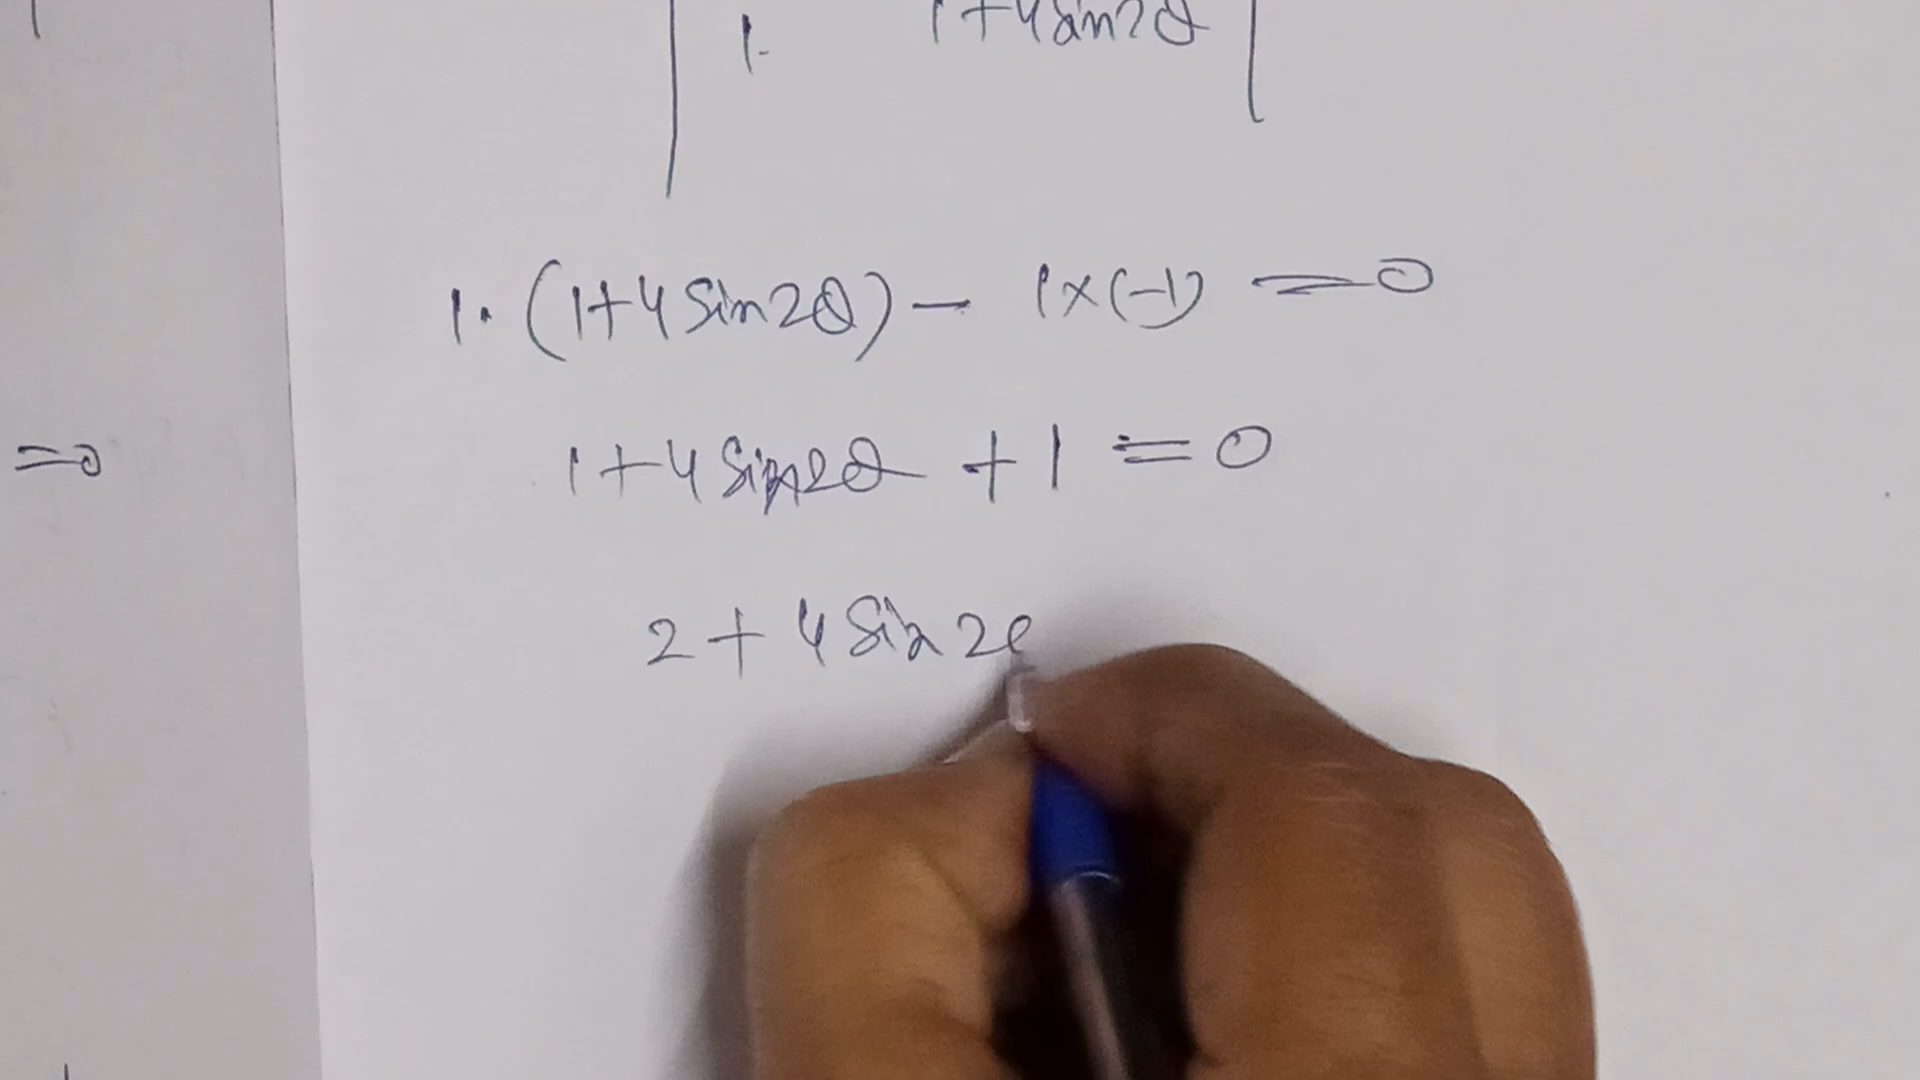 1. 1+4sin2θ
1.(1+4sin2θ) - 1×(-1) =0
=0
1+4sin2θ +1 =0
2+4sin2θ